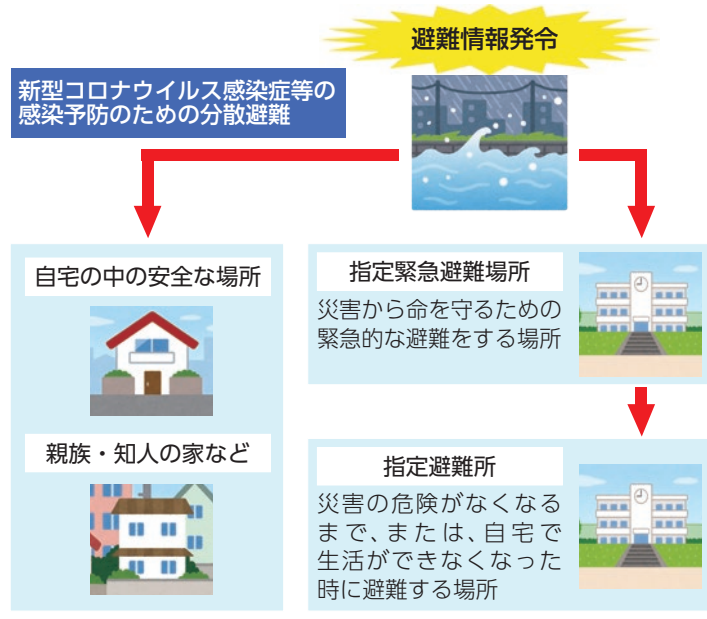 避難情報発令
新型コロナウイルス感染症等の
感染予防のための分散避難
自宅の中の安全な場所
親族・知人の家など
指定緊急避難場所
災害から命を守るための
緊急的な避難をする場所
指定避難所
災害の危険がなくなる
まで、または、自宅で
生活ができなくなった
時に避難する場所